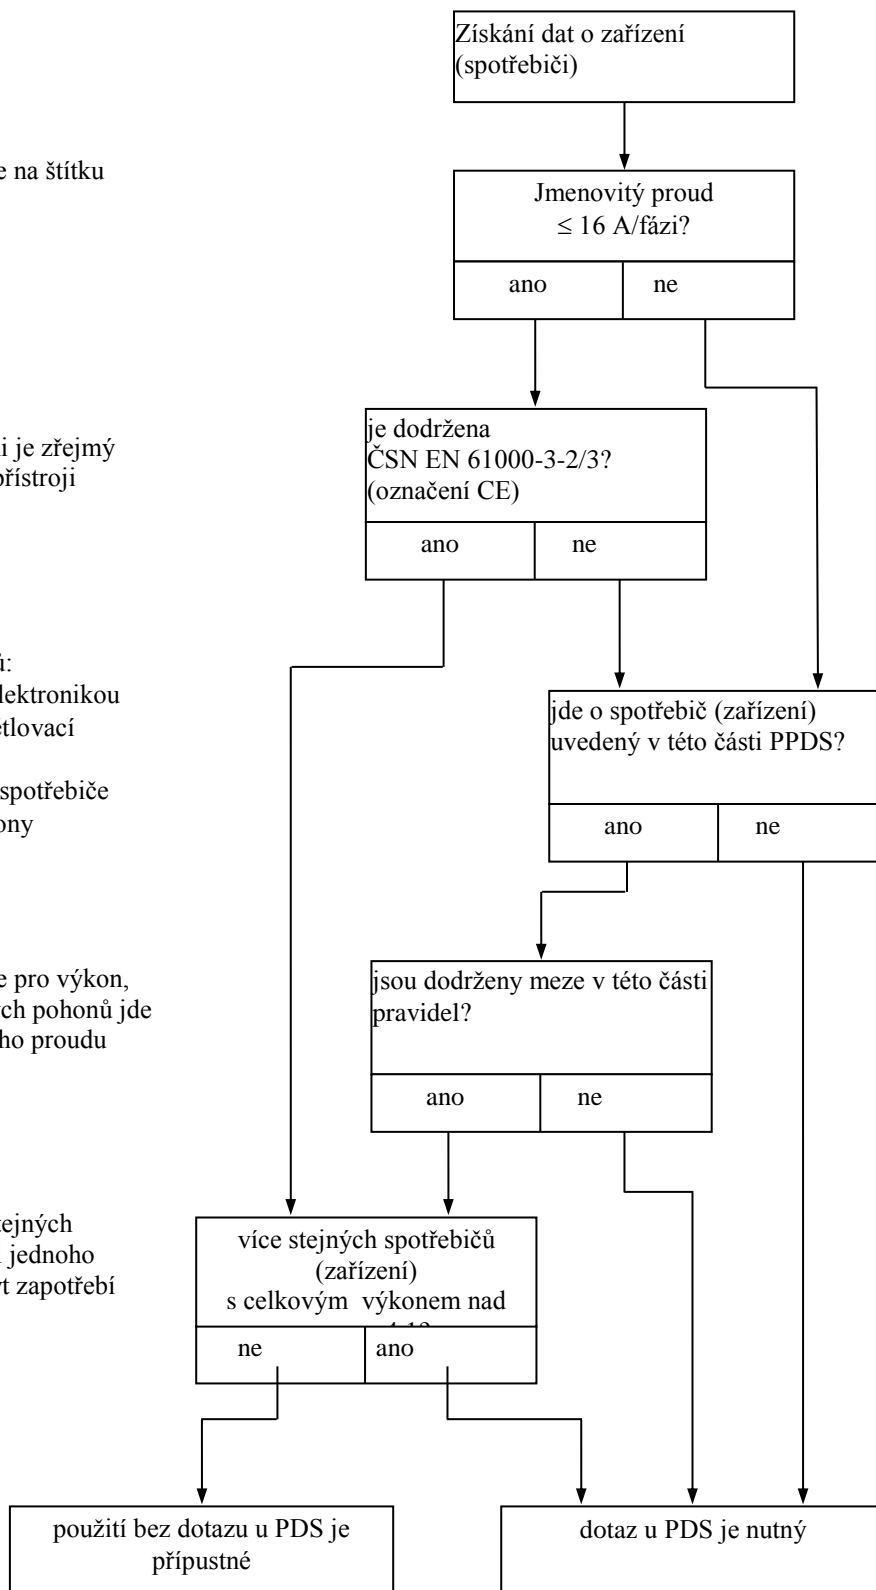 Získání dat o zařízení
(spotřebiči)
e na štítku
Jmenovitý proud
≤ 16 A/fázi?
ano
ne
je dodržena
ČSN EN 61000-3-2/3?
(označení CE)
i je zřejmý
přístroji
ano
ne
ů:
lektronikou
etlovací
spotřebiče
ony
jde o spotřebič (zařízení)
uvedený v této části PPDS?
ano
ne
e pro výkon,
ch pohonů jde
ho proudu
jsou dodrženy meze v této části
pravidel?
ano
ne
tejných
jednoho
t zapotřebí
více stejných spotřebičů
(zařízení)
s celkovým výkonem nad
ne
ano
použití bez dotazu u PDS je
přípustné
dotaz u PDS je nutný